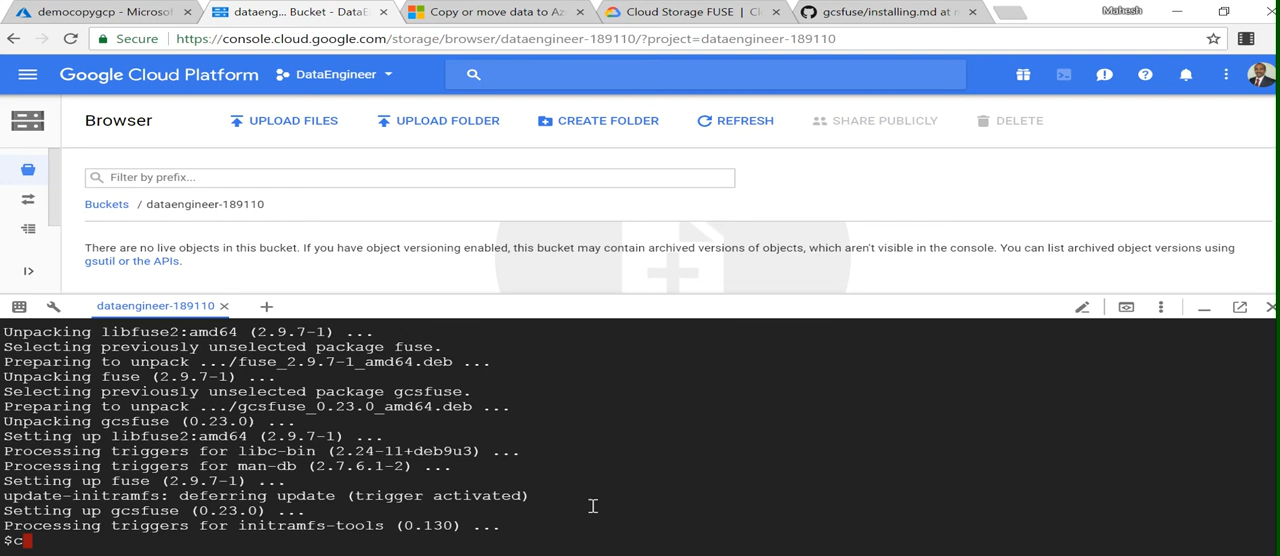 democopygcp - Microsof
dataeng... Bucket - DataE
Copy or move data to Az
Cloud Storage FUSE | Cl
gcsfuse/installing.md at m
Mahesh
Secure
https://console.cloud.google.com/storage/browser/dataengineer-189110/?project=dataengineer-189110
Google Cloud Platform
DataEngineer
Browser
UPLOAD FILES
UPLOAD FOLDER
CREATE FOLDER
REFRESH
SHARE PUBLICLY
DELETE
Filter by prefix...
Buckets / dataengineer-189110
There are no live objects in this bucket. If you have object versioning enabled, this bucket may contain archived versions of objects, which aren't visible in the console. You can list archived object versions using
gsutil or the APIs.
dataengineer-189110
Unpacking libfuse2:amd64 (2.9.7-1) ...
Selecting previously unselected package fuse.
Preparing to unpack .../fuse_2.9.7-1_amd64.deb ...
Unpacking fuse (2.9.7-1) ...
Selecting previously unselected package gcsfuse.
Preparing to unpack .../gcsfuse_0.23.0_amd64.deb ...
Unpacking gcsfuse (0.23.0) ...
Setting up libfuse2:amd64 (2.9.7-1) ...
Processing triggers for libc-bin (2.24-11+deb9u3) ...
Processing triggers for man-db (2.7.6.1-2) ...
Setting up fuse (2.9.7-1) ...
update-initramfs: deferring update (trigger activated)
Setting up gcsfuse (0.23.0) ...
Processing triggers for initramfs-tools (0.130) ...
$c